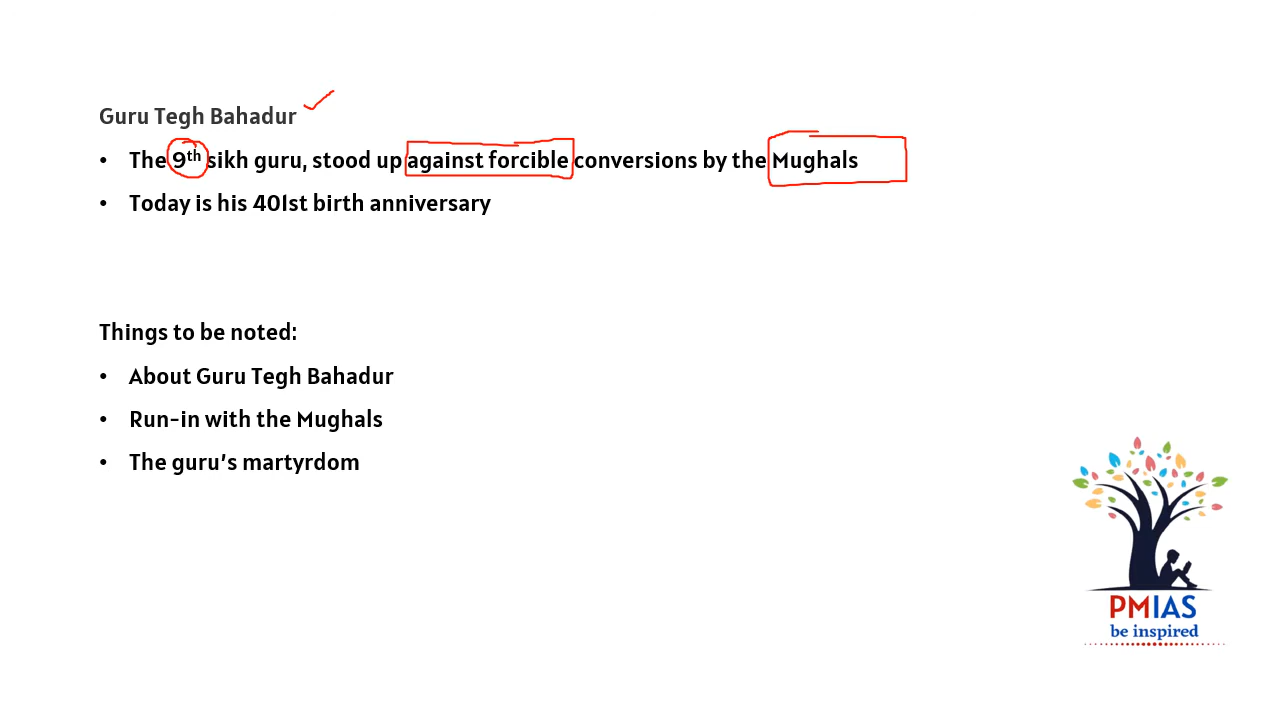 Guru Tegh Bahadur
• The 9th sikh guru, stood up against forcible conversions by the Mughals
• Today is his 401st birth anniversary
Things to be noted:
• About Guru Tegh Bahadur
• Run-in with the Mughals
• The guru's martyrdom
PMIAS
be inspired